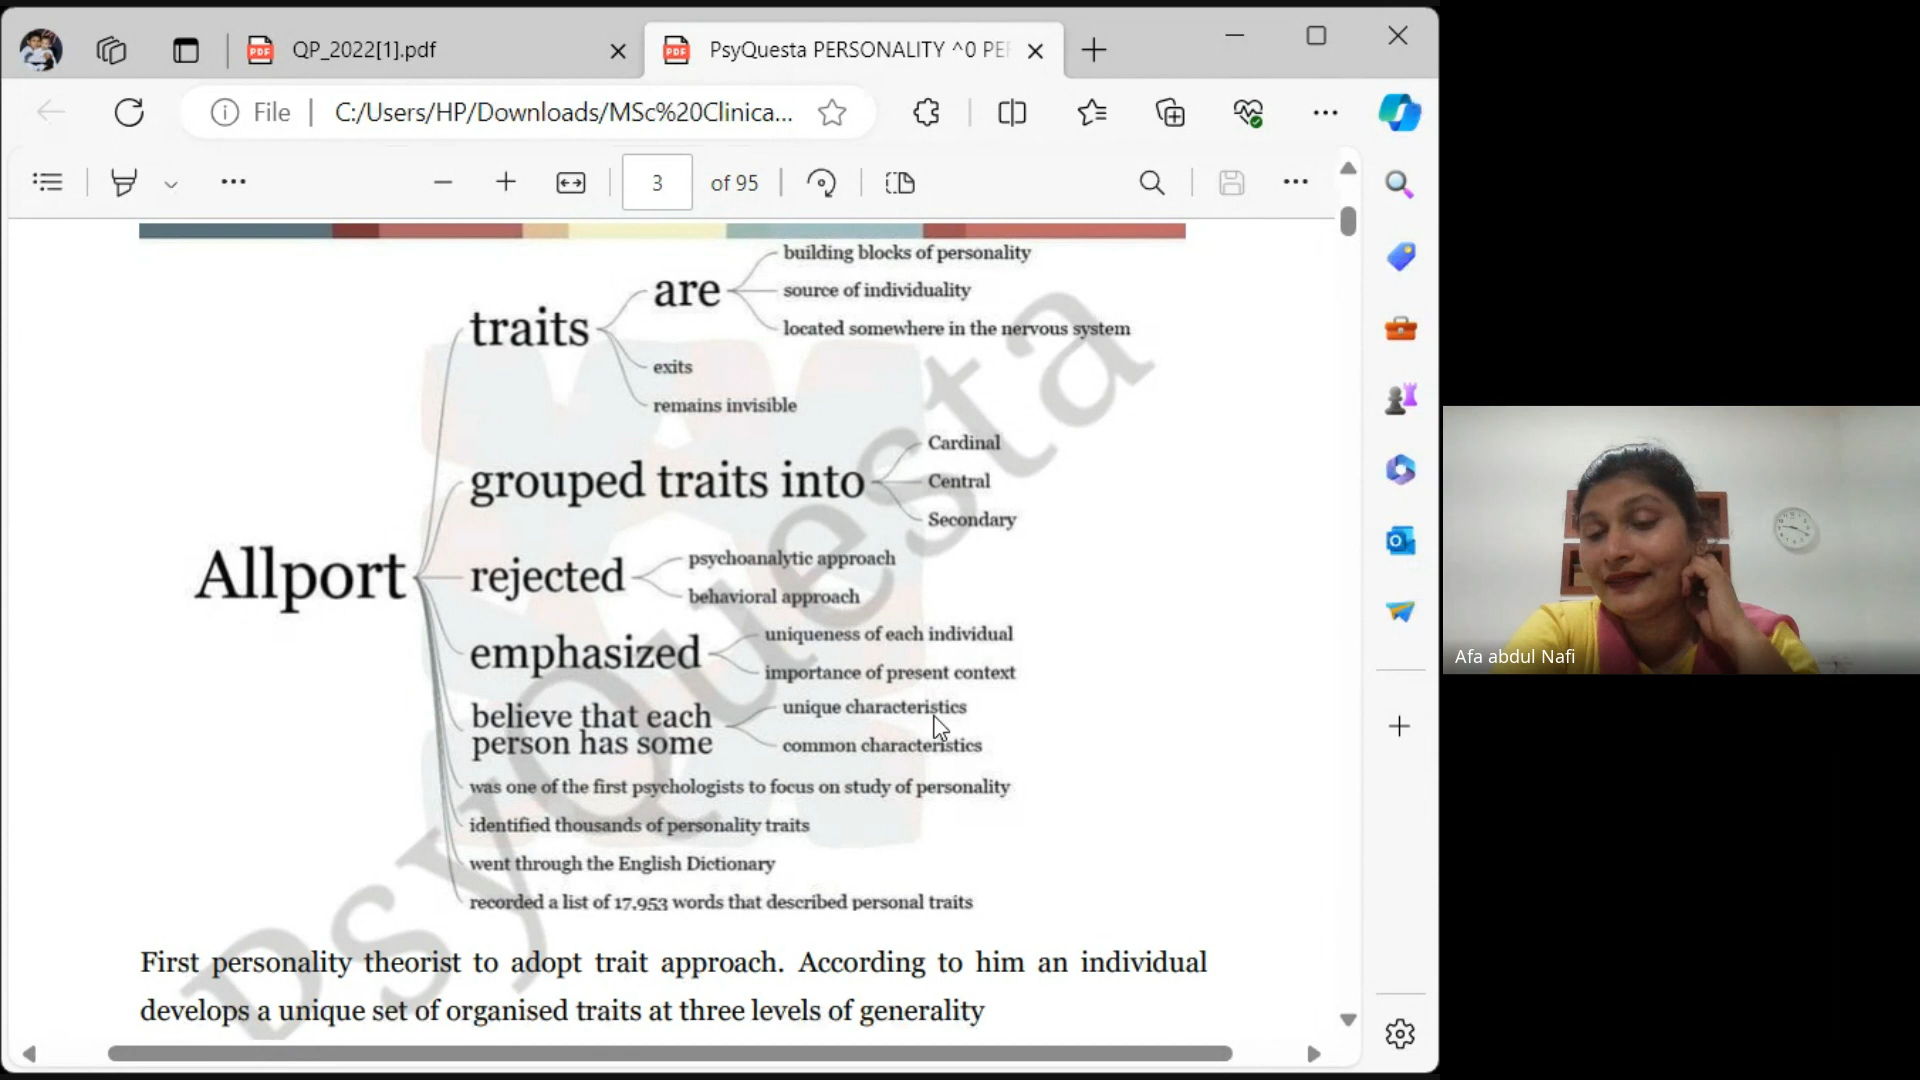 QP_2022[1].pdf
PsyQuesta PERSONALITY ^0 PE
File
C:/Users/HP/Downloads/MSc%20Clinica...
3 of 95
building blocks of personality
are
source of individuality
traits
located somewhere in the nervous system
exits
remains invisible
Cardinal
grouped traits into
Central
Secondary
psychoanalytic approach
Allport
rejected
behavioral approach
uniqueness of each individual
emphasized
importance of present context
believe that each
person has some
unique characteristics
common characteristics
was one of the first psychologists to focus on study of personality
identified thousands of personality traits
went through the English Dictionary
recorded a list of 17,953 words that described personal traits
First personality theorist to adopt trait approach. According to him an individual
develops a unique set of organised traits at three levels of generality
psyQuesta
Afa abdul Nafi